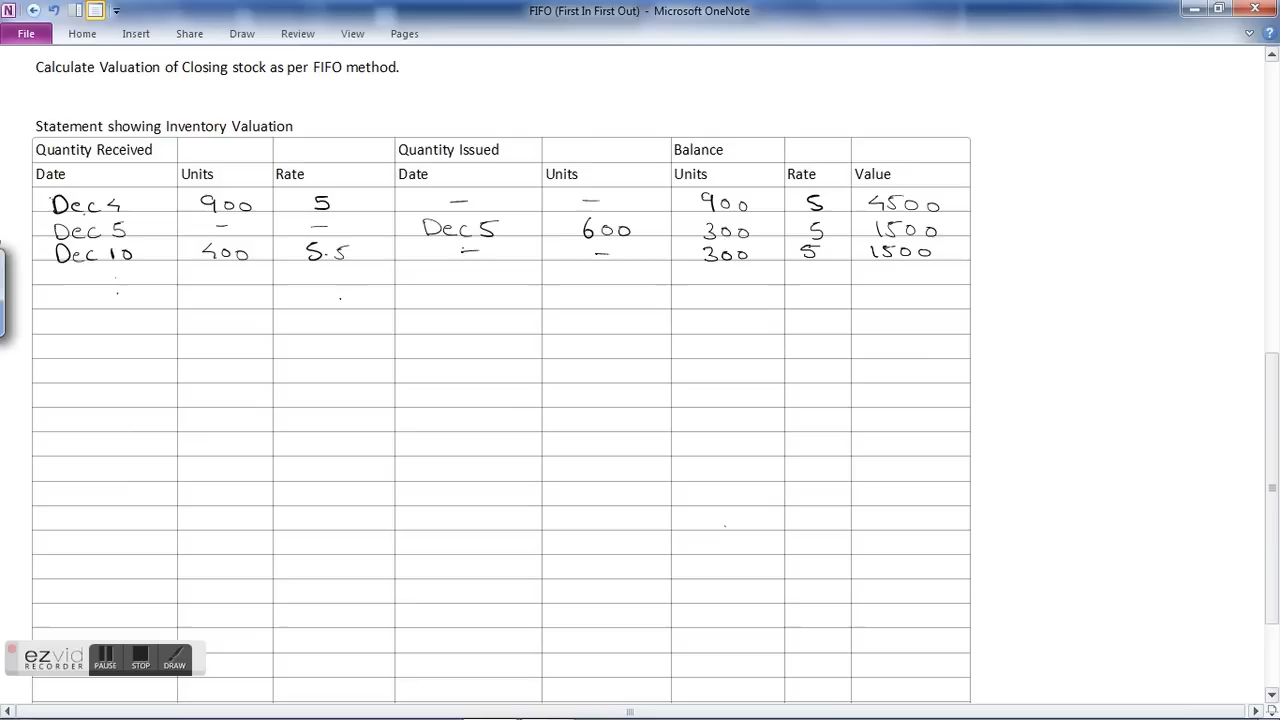 FIFO (First In First Out) - Microsoft OneNote
File Home Insert Share Draw Review View Pages
Calculate Valuation of Closing stock as per FIFO method.
Statement showing Inventory Valuation
Quantity Received Quantity Issued Balance
Date Units Rate Date Units Units Rate Value
Dec 4 900 5 - - 900 5 4500
Dec 5 - - Dec 5 600 300 5 1500
Dec 10 400 5.5 - - 300 5 1500
ezvid
RECORDER
PAUSE STOP DRAW